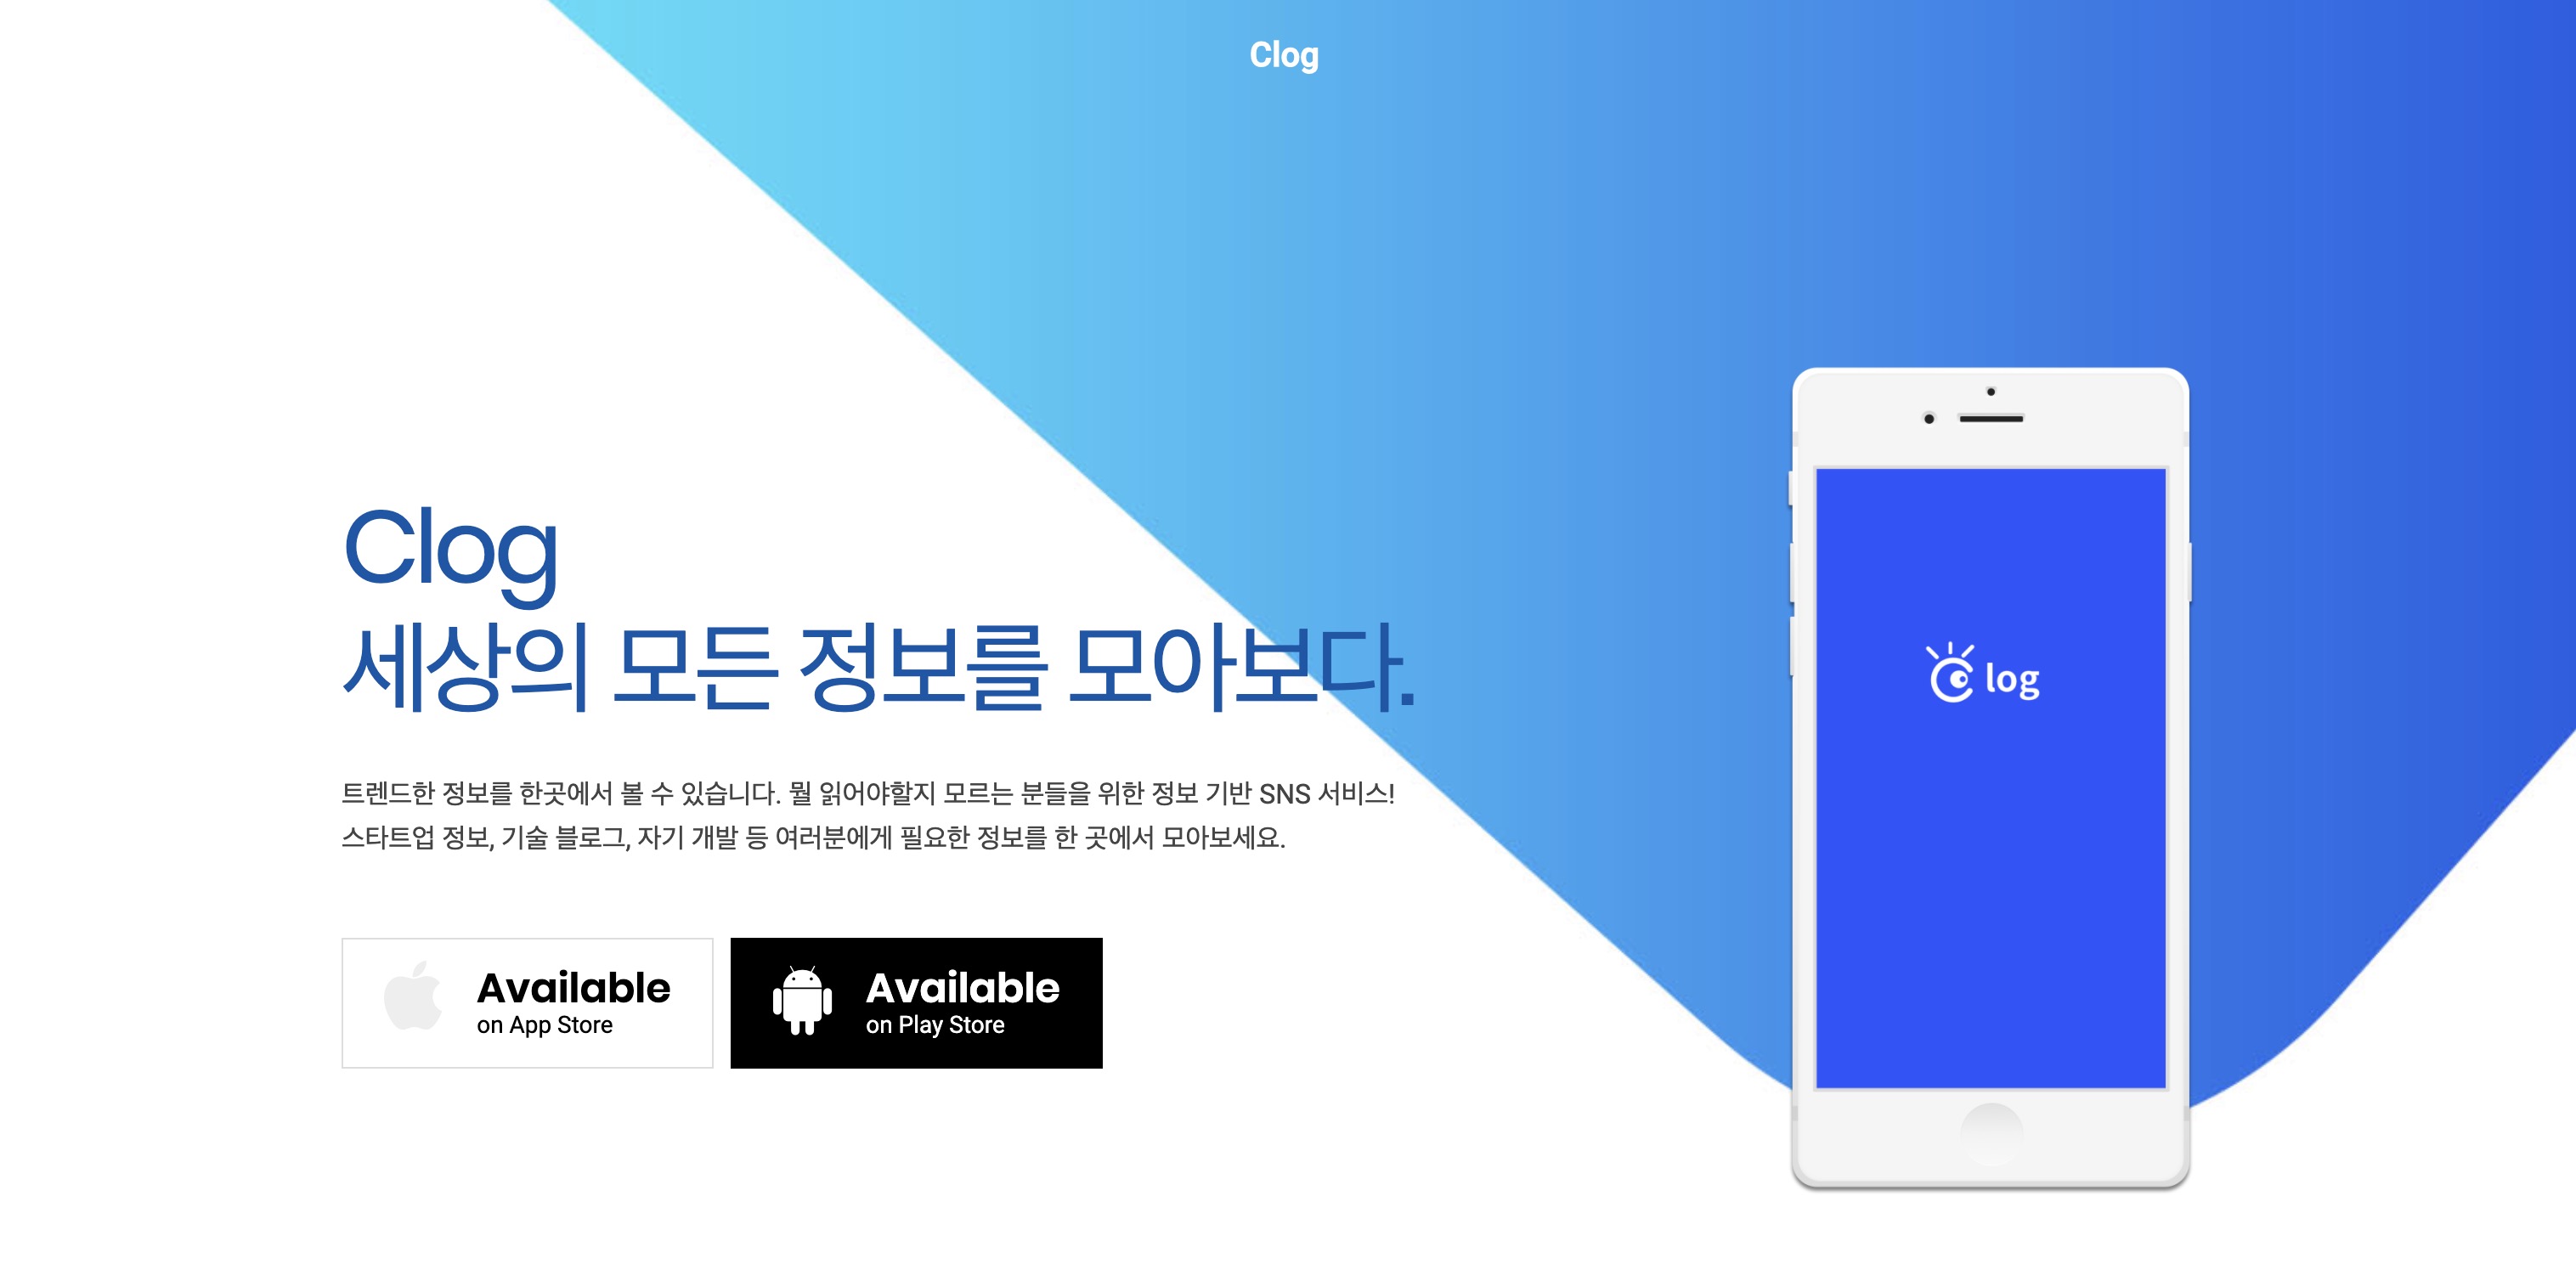 Clog
Clog
세상의 모든 정보를 모아보다.
트렌드한 정보를 한곳에서 볼 수 있습니다. 뭘 읽어야할지 모르는 분들을 위한 정보 기반 SNS 서비스!
스타트업 정보, 기술 블로그, 자기 개발 등 여러분에게 필요한 정보를 한 곳에서 모아보세요.
Available
on App Store
Available
on Play Store
Clog